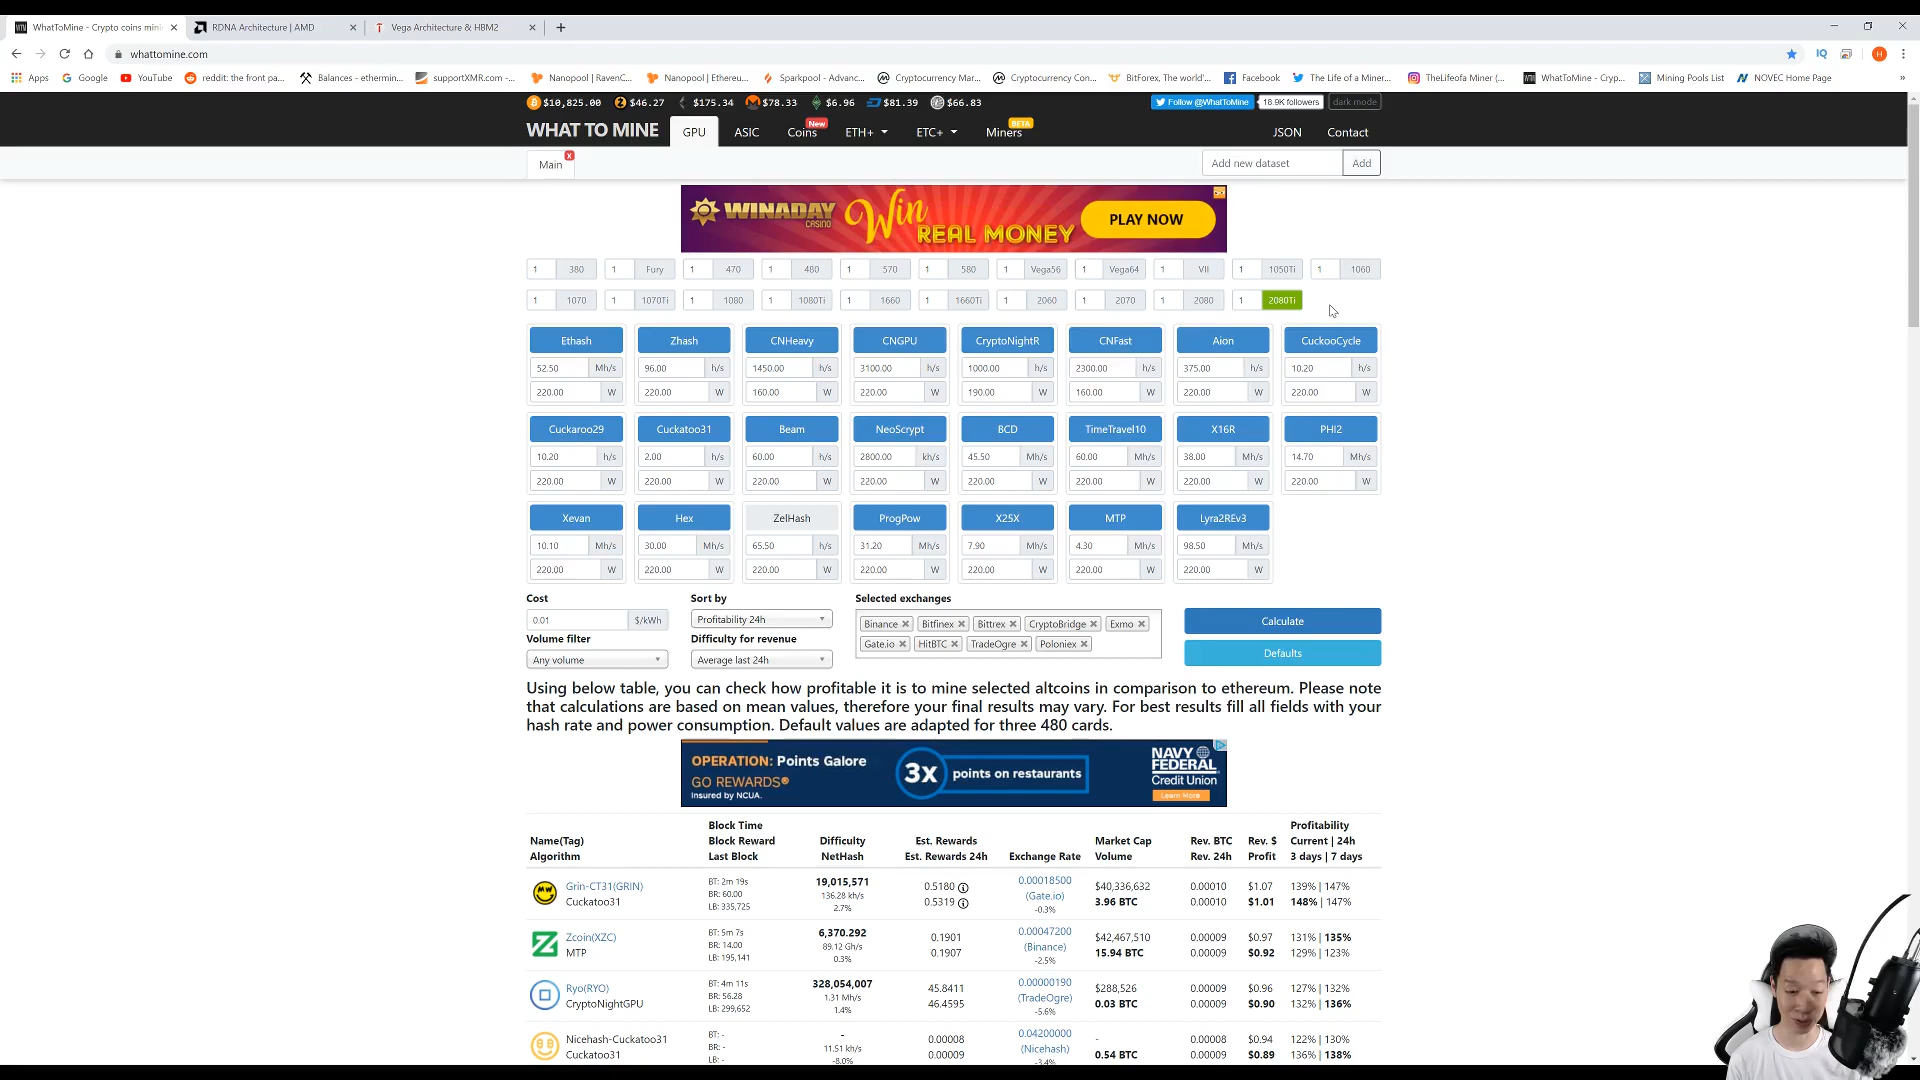 WhatToMine - Crypto coins mini
RDNA Architecture | AMD
Vega Architecture & HBM2
whattomine.com
Apps
Google
YouTube
reddit: the front pa...
Balances - ethermin...
supportXMR.com -...
Nanopool | RavenC...
Nanopool | Ethereu...
Sparkpool - Advanc...
Cryptocurrency Mar...
Cryptocurrency Con...
BitForex, The world'...
Facebook
The Life of a Miner...
TheLifeofa Miner (...
WhatToMine - Cryp...
Mining Pools List
NOVEC Home Page
$10,825.00 $46.27 $175.34 $78.33 $6.96 $81.39 $66.83
Follow @WhatToMine 18.9K followers dark mode
WHAT TO MINE GPU ASIC Coins New ETH+ ETC+ Miners BETA JSON Contact
Main x
Add new dataset Add
WINADAY CASINO Win REAL MONEY PLAY NOW
1 380 1 Fury 1 470 1 480 1 570 1 580 1 Vega56 1 Vega64 1 VII 1 1050Ti 1 1060
1 1070 1 1070Ti 1 1080 1 1080Ti 1 1660 1 1660Ti 1 2060 1 2070 1 2080 1 2080Ti
Ethash Zhash CNHeavy CNGPU CryptoNightR CNFast Aion CuckooCycle
52.50 Mh/s 96.00 h/s 1450.00 h/s 3100.00 h/s 1000.00 h/s 2300.00 h/s 375.00 h/s 10.20 h/s
220.00 W 220.00 W 160.00 W 220.00 W 190.00 W 160.00 W 220.00 W 220.00 W
Cuckaroo29 Cuckatoo31 Beam NeoScrypt BCD TimeTravel10 X16R PHI2
10.20 h/s 2.00 h/s 60.00 h/s 2800.00 kh/s 45.50 Mh/s 60.00 Mh/s 38.00 Mh/s 14.70 Mh/s
220.00 W 220.00 W 220.00 W 220.00 W 220.00 W 220.00 W 220.00 W 220.00 W
Xevan Hex ZelHash ProgPow X25X MTP Lyra2REv3
10.10 Mh/s 30.00 Mh/s 65.50 h/s 31.20 Mh/s 7.90 Mh/s 4.30 Mh/s 98.50 Mh/s
220.00 W 220.00 W 220.00 W 220.00 W 220.00 W 220.00 W 220.00 W
Cost Sort by Selected exchanges
0.01 $/kWh Profitability 24h Binance Bitfinex Bittrex CryptoBridge Exmo Calculate
Volume filter Difficulty for revenue Gate.io HitBTC TradeOgre Poloniex
Any volume Average last 24h Defaults
Using below table, you can check how profitable it is to mine selected altcoins in comparison to ethereum. Please note
that calculations are based on mean values, therefore your final results may vary. For best results fill all fields with your
hash rate and power consumption. Default values are adapted for three 480 cards.
OPERATION: Points Galore
GO REWARDS®
Insured by NCUA.
3x points on restaurants
NAVY FEDERAL Credit Union
Learn More
Block Time Profitability
Name(Tag) Block Reward Difficulty Est. Rewards Market Cap Rev. BTC Rev. $ Current | 24h
Algorithm Last Block NetHash Est. Rewards 24h Exchange Rate Volume Rev. 24h Profit 3 days | 7 days
BT: 2m 19s 19,015,571 0.00018500
Grin-CT31(GRIN) BR: 60.00 136.28 kh/s 0.5180 (Gate.io) $40,336,632 0.00010 $1.07 139% | 147%
Cuckatoo31 LB: 335,725 2.7% 0.5319 -0.3% 3.96 BTC 0.00010 $1.01 148% | 147%
BT: 5m 7s 6,370.292 0.00047200
Zcoin(XZC) BR: 14.00 89.12 Gh/s 0.1901 (Binance) $42,467,510 0.00009 $0.97 131% | 135%
MTP LB: 195,141 0.3% 0.1907 -2.5% 15.94 BTC 0.00009 $0.92 129% | 123%
BT: 4m 11s 328,054,007 0.00000190
Ryo(RYO) BR: 56.28 1.31 Mh/s 45.8411 (TradeOgre) $288,526 0.00009 $0.96 127% | 132%
CryptoNightGPU LB: 299,652 1.4% 46.4595 -5.6% 0.03 BTC 0.00009 $0.90 132% | 136%
BT: - - 0.04200000
Nicehash-Cuckatoo31 BR: - 11.51 kh/s 0.00008 (Nicehash) - 0.00008 $0.94 122% | 130%
Cuckatoo31 LB: - -8.0% 0.00009 -3.4% 0.54 BTC 0.00009 $0.89 136% | 138%